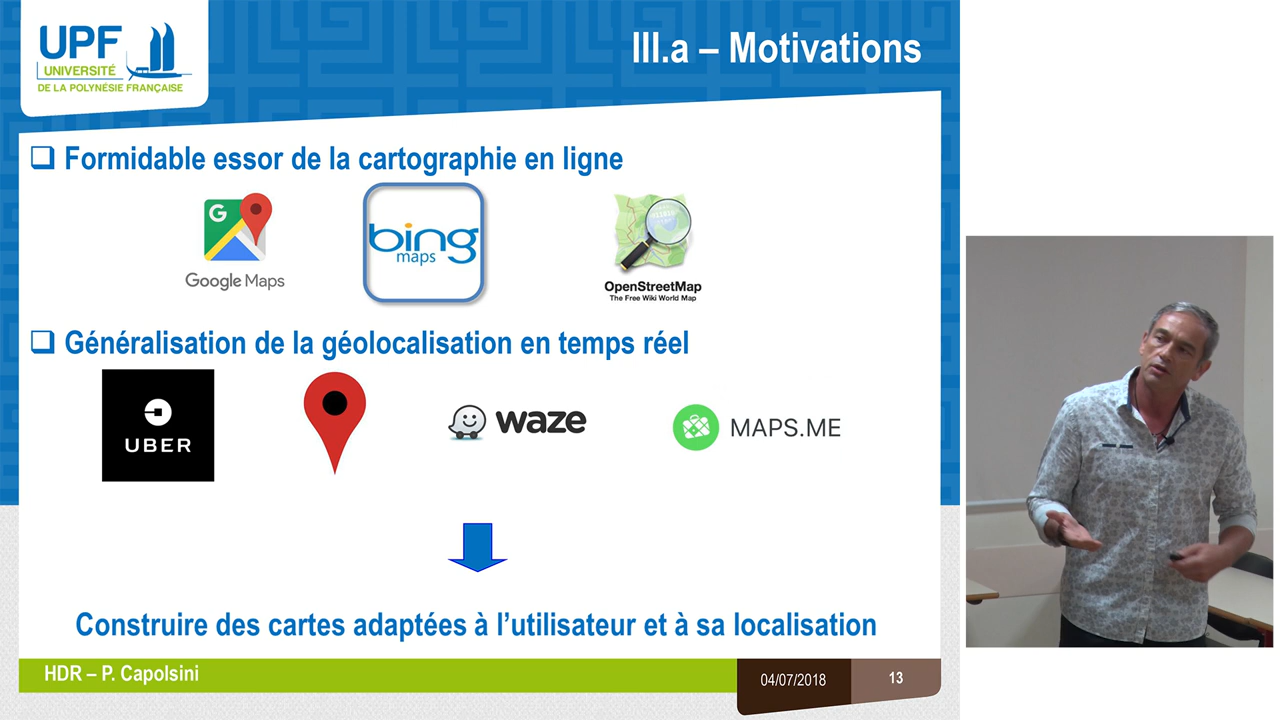 UPF
UNIVERSITÉ
DE LA POLYNÉSIE FRANÇAISE
III.a – Motivations
❑ Formidable essor de la cartographie en ligne
G
Google Maps
bing
maps
OpenStreetMap
The Free Wiki World Map
❑ Généralisation de la géolocalisation en temps réel
UBER
waze
MAPS.ME
Construire des cartes adaptées à l’utilisateur et à sa localisation
HDR – P. Capolsini
04/07/2018
13